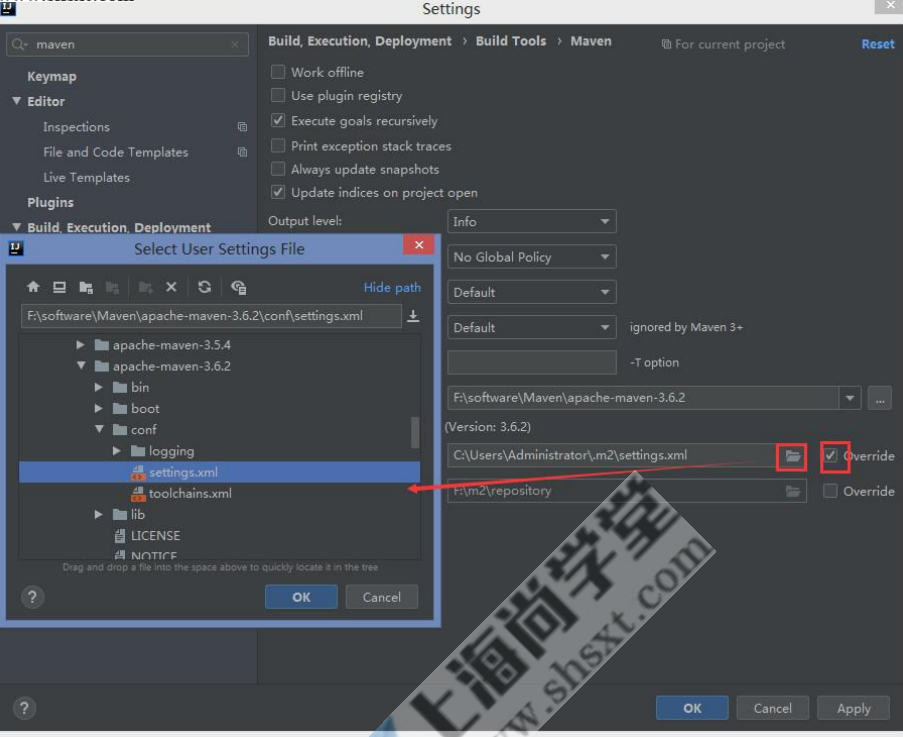 Settings
maven
Build, Execution, Deployment › Build Tools › Maven
For current project
Reset
Keymap
Editor
Inspections
File and Code Templates
Live Templates
Plugins
Build, Execution, Deployment
Work offline
Use plugin registry
Execute goals recursively
Print exception stack traces
Always update snapshots
Update indices on project open
Output level:
Info
No Global Policy
Default
Default
ignored by Maven 3+
-T option
F:\software\Maven\apache-maven-3.6.2
...
(Version: 3.6.2)
C:\Users\Administrator\.m2\settings.xml
Override
F:\m2\repository
Override
Select User Settings File
Hide path
F:\software\Maven\apache-maven-3.6.2\conf\settings.xml
apache-maven-3.5.4
apache-maven-3.6.2
bin
boot
conf
logging
settings.xml
toolchains.xml
lib
LICENSE
NOTICE
Drag and drop a file into the space above to quickly locate it in the tree
?
OK
Cancel
?
OK
Cancel
Apply
上海尚学堂
www.shsxt.com